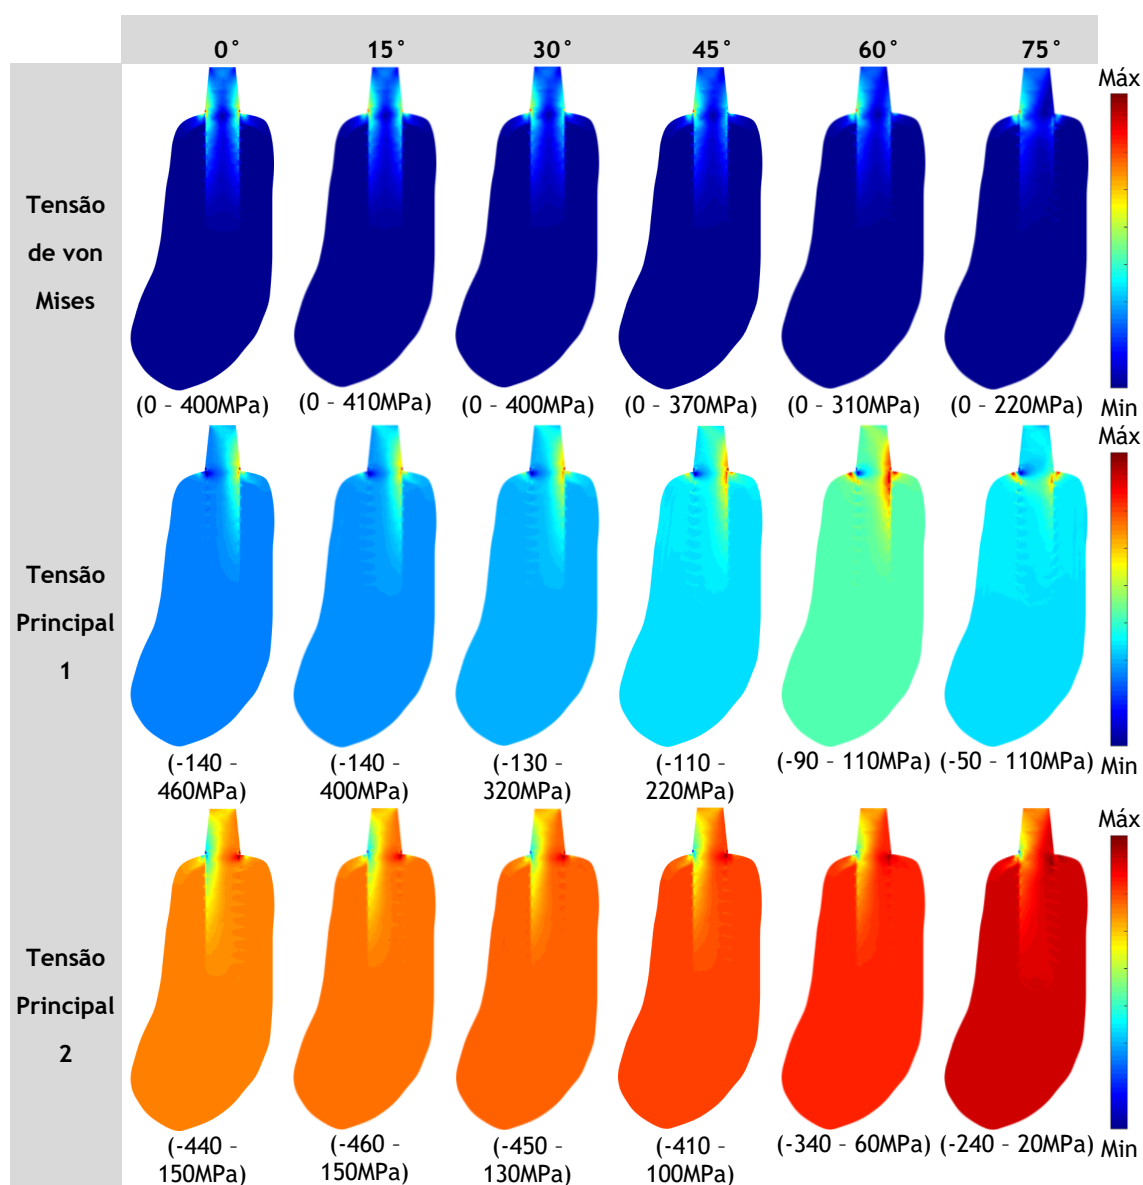 0° 15° 30° 45° 60° 75°
Máx
Tensão
de von
Mises
Min
(0 – 400MPa) (0 – 410MPa) (0 – 400MPa) (0 – 370MPa) (0 – 310MPa) (0 – 220MPa)
Máx
Tensão
Principal
1
Min
(-140 – (-140 – (-130 – (-110 – (-90 – 110MPa) (-50 – 110MPa)
460MPa) 400MPa) 320MPa) 220MPa)
Máx
Tensão
Principal
2
Min
(-440 – (-460 – (-450 – (-410 – (-340 – 60MPa) (-240 – 20MPa)
150MPa) 150MPa) 130MPa) 100MPa)